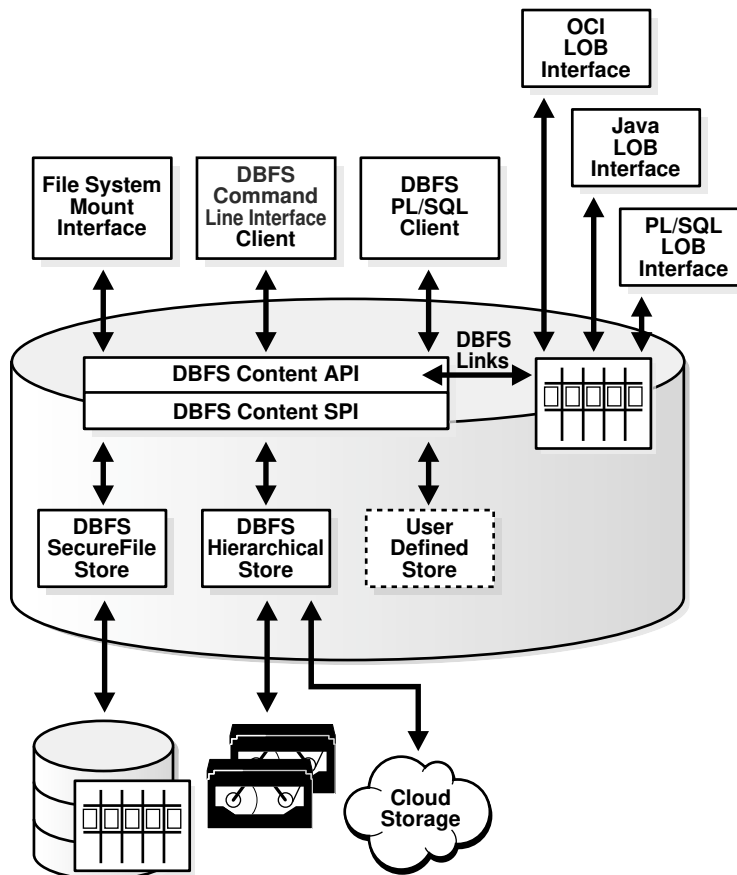 OCI
LOB
Interface
Java
LOB
Interface
File System
Mount
Interface
DBFS
Command
Line Interface
Client
DBFS
PL/SQL
Client
PL/SQL
LOB
Interface
DBFS
Links
DBFS Content API
DBFS Content SPI
DBFS
SecureFile
Store
DBFS
Hierarchical
Store
User
Defined
Store
Cloud
Storage